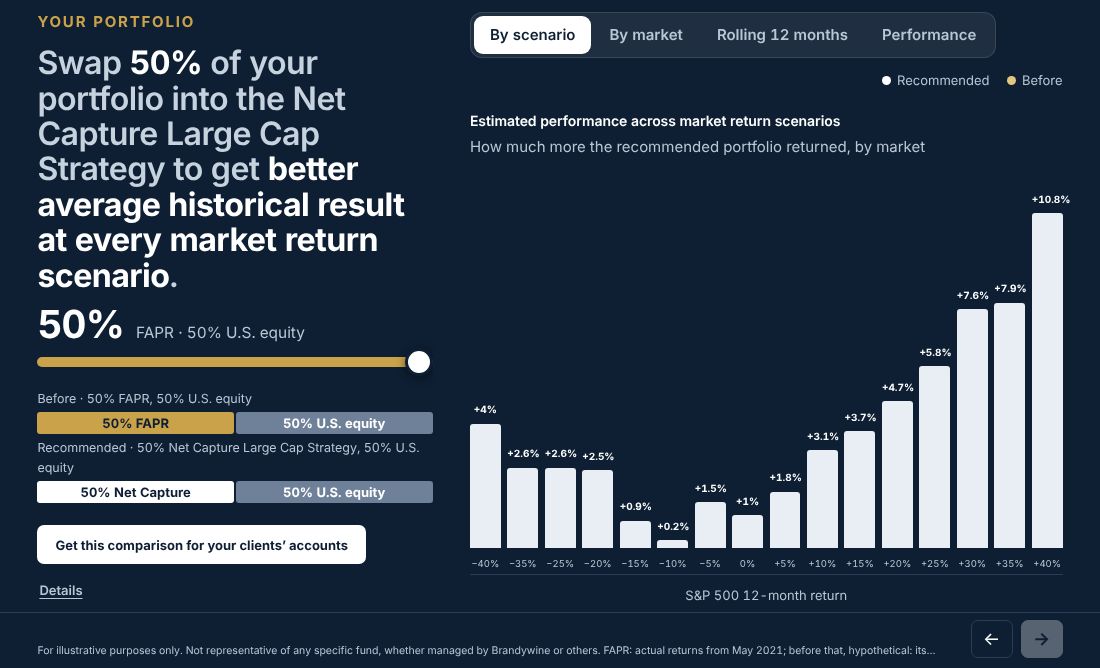 YOUR PORTFOLIO
Swap 50% of your
portfolio into the Net
Capture Large Cap
Strategy to get better
average historical result
at every market return
scenario.
50% FAPR · 50% U.S. equity
Before · 50% FAPR, 50% U.S. equity
50% FAPR 50% U.S. equity
Recommended · 50% Net Capture Large Cap Strategy, 50% U.S.
equity
50% Net Capture 50% U.S. equity
Get this comparison for your clients’ accounts
Details
By scenario By market Rolling 12 months Performance
Recommended Before
Estimated performance across market return scenarios
How much more the recommended portfolio returned, by market
+4% +2.6% +2.6% +2.5% +0.9% +0.2% +1.5% +1% +1.8% +3.1% +3.7% +4.7% +5.8% +7.6% +7.9% +10.8%
−40% −35% −25% −20% −15% −10% −5% 0% +5% +10% +15% +20% +25% +30% +35% +40%
S&P 500 12-month return
For illustrative purposes only. Not representative of any specific fund, whether managed by Brandywine or others. FAPR: actual returns from May 2021; before that, hypothetical: its…
← →